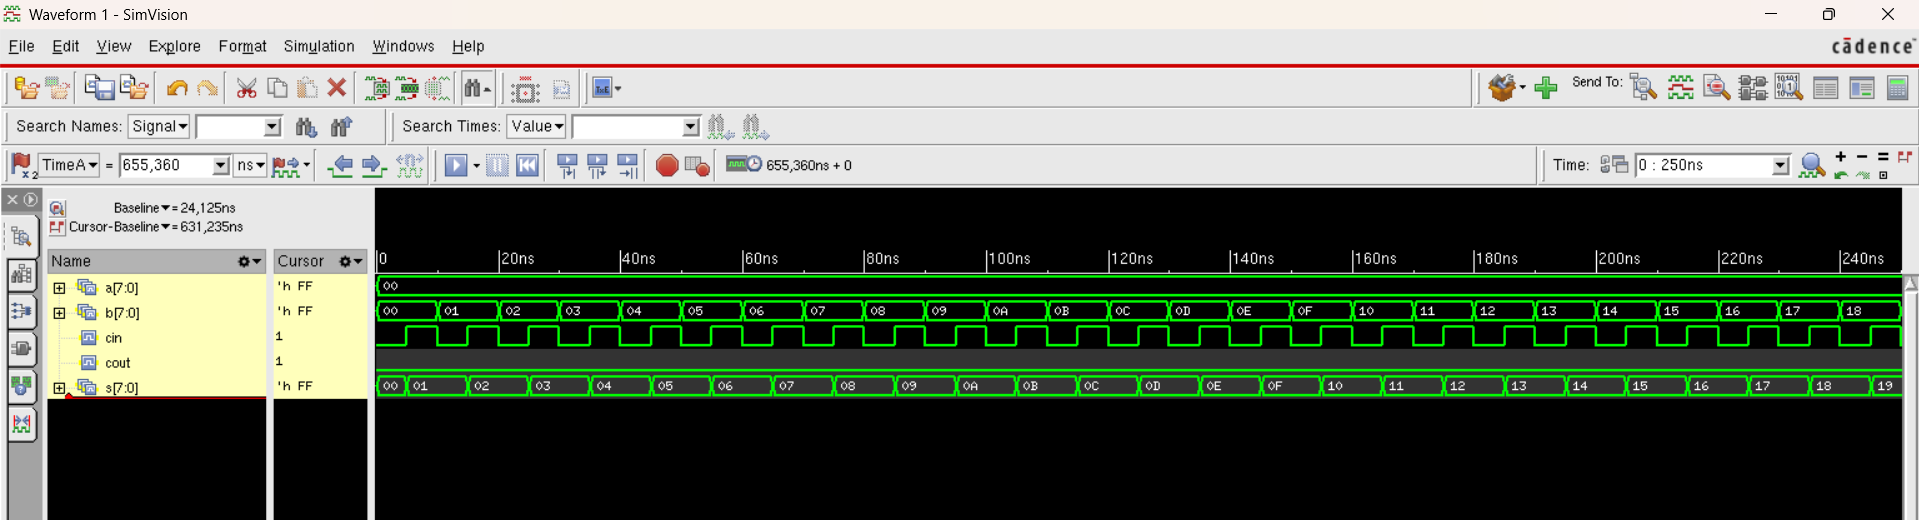 Waveform 1 - SimVision
File Edit View Explore Format Simulation Windows Help
cādence
Send To:
Search Names: Signal Search Times: Value
x2 TimeA = 655,360 ns 655,360ns + 0 Time: 0 : 250ns
Baseline = 24,125ns
Cursor-Baseline = 631,235ns
Name Cursor 0 20ns 40ns 60ns 80ns 100ns 120ns 140ns 160ns 180ns 200ns 220ns 240ns
a[7:0] 'h FF 00
b[7:0] 'h FF 00 01 02 03 04 05 06 07 08 09 0A 0B 0C 0D 0E 0F 10 11 12 13 14 15 16 17 18
cin 1
cout 1
s[7:0] 'h FF 00 01 02 03 04 05 06 07 08 09 0A 0B 0C 0D 0E 0F 10 11 12 13 14 15 16 17 18 19